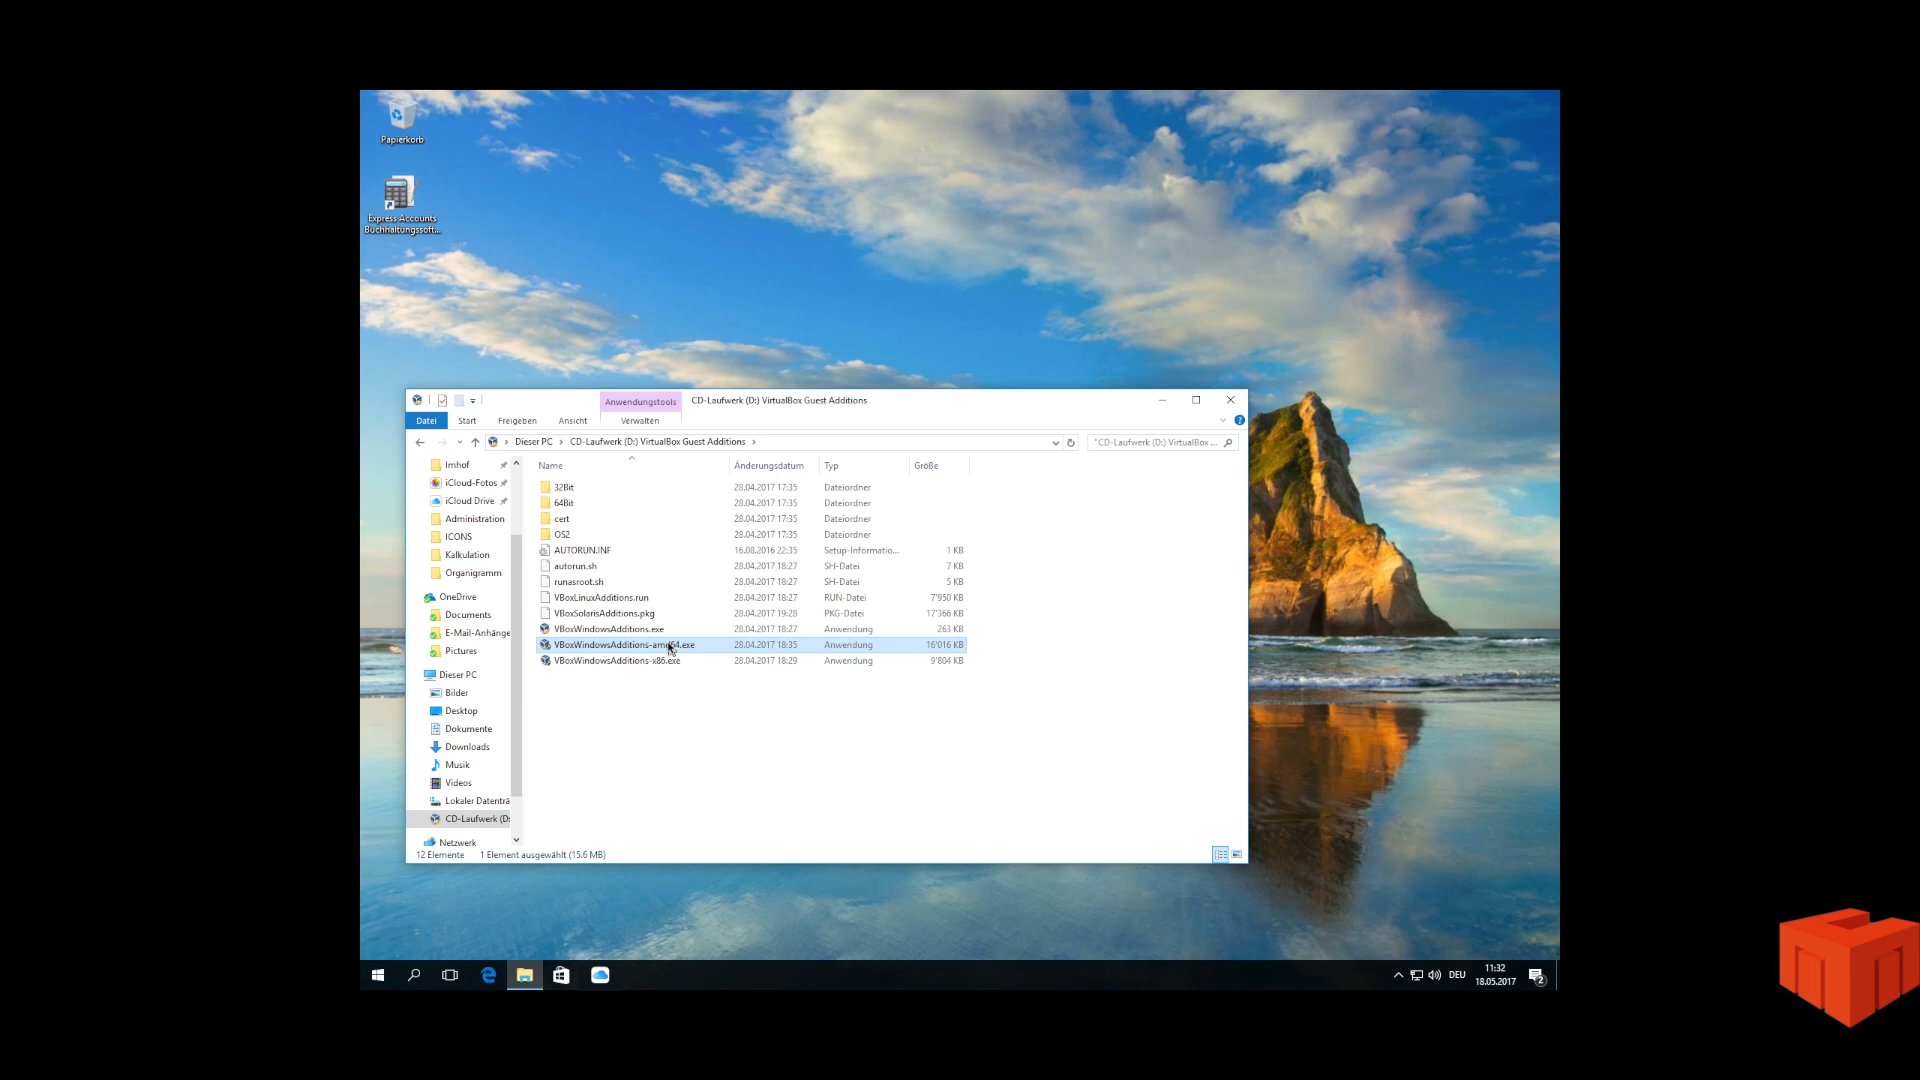 Papierkorb
Express Accounts
Buchhaltungssoft...
Anwendungstools
CD-Laufwerk (D:) VirtualBox Guest Additions
Datei
Start
Freigeben
Ansicht
Verwalten
Dieser PC
CD-Laufwerk (D:) VirtualBox Guest Additions
"CD-Laufwerk (D:) VirtualBox ...
Imhof
iCloud-Fotos
iCloud Drive
Administration
ICONS
Kalkulation
Organigramm
OneDrive
Documents
E-Mail-Anhänge
Pictures
Dieser PC
Bilder
Desktop
Dokumente
Downloads
Musik
Videos
Lokaler Datenträ
CD-Laufwerk (D:
Netzwerk
Name Änderungsdatum Typ Größe
32Bit 28.04.2017 17:35 Dateiordner
64Bit 28.04.2017 17:35 Dateiordner
cert 28.04.2017 17:35 Dateiordner
OS2 28.04.2017 17:35 Dateiordner
AUTORUN.INF 16.08.2016 22:35 Setup-Informatio... 1 KB
autorun.sh 28.04.2017 18:27 SH-Datei 7 KB
runasroot.sh 28.04.2017 18:27 SH-Datei 5 KB
VBoxLinuxAdditions.run 28.04.2017 18:27 RUN-Datei 7'950 KB
VBoxSolarisAdditions.pkg 28.04.2017 19:28 PKG-Datei 17'366 KB
VBoxWindowsAdditions.exe 28.04.2017 18:27 Anwendung 263 KB
VBoxWindowsAdditions-amd64.exe 28.04.2017 18:35 Anwendung 16'016 KB
VBoxWindowsAdditions-x86.exe 28.04.2017 18:29 Anwendung 9'804 KB
12 Elemente
1 Element ausgewählt (15.6 MB)
DEU
11:32
18.05.2017
2